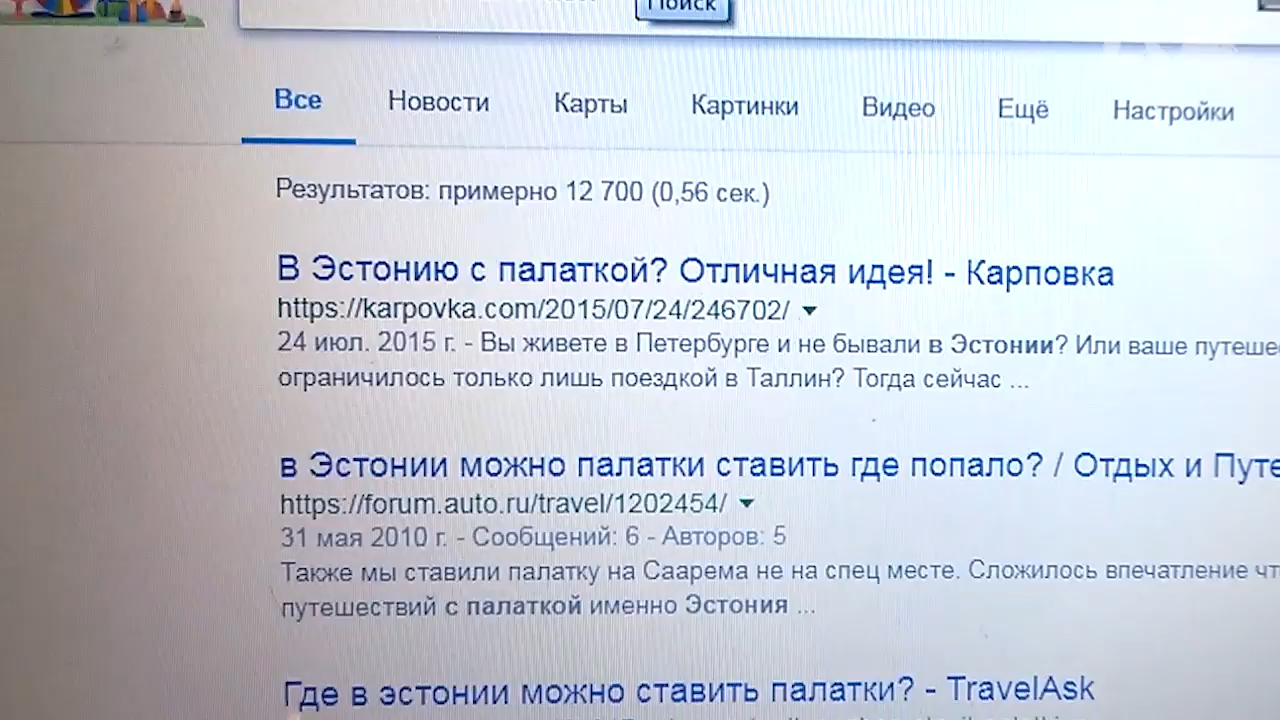 Поиск
Все Новости Карты Картинки Видео Ещё Настройки
Результатов: примерно 12 700 (0,56 сек.)
В Эстонию с палаткой? Отличная идея! - Карповка
https://karpovka.com/2015/07/24/246702/
24 июл. 2015 г. - Вы живете в Петербурге и не бывали в Эстонии? Или ваше путеше
ограничилось только лишь поездкой в Таллин? Тогда сейчас ...
в Эстонии можно палатки ставить где попало? / Отдых и Путе
https://forum.auto.ru/travel/1202454/
31 мая 2010 г. - Сообщений: 6 - Авторов: 5
Также мы ставили палатку на Саарема не на спец месте. Сложилось впечатление чт
путешествий с палаткой именно Эстония ...
Где в эстонии можно ставить палатки? - TravelAsk